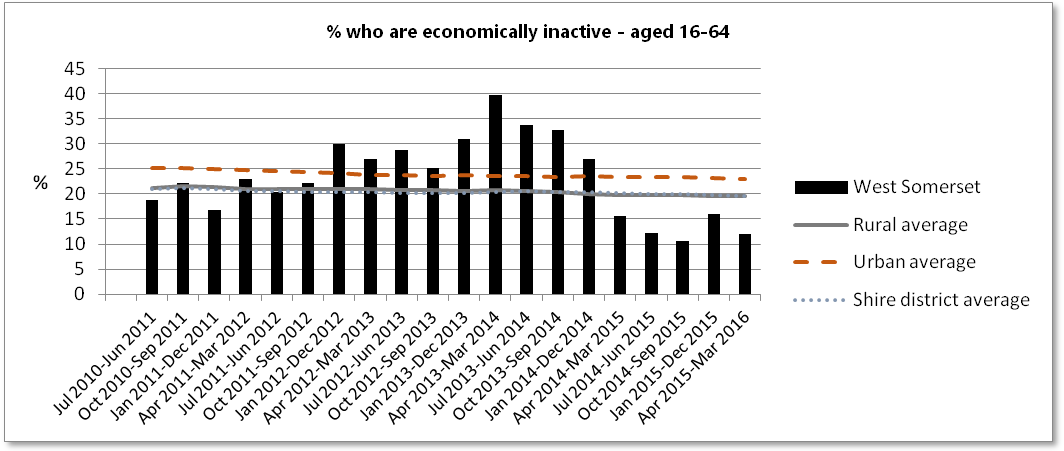 % who are economically inactive - aged 16-64
45
40
35
30
25
20
15
10
5
0
%
Jul 2010-Jun 2011
Oct 2010-Sep 2011
Jan 2011-Dec 2011
Apr 2011-Mar 2012
Jul 2011-Jun 2012
Oct 2011-Sep 2012
Jan 2012-Dec 2012
Apr 2012-Mar 2013
Jul 2012-Jun 2013
Oct 2012-Sep 2013
Jan 2013-Dec 2013
Apr 2013-Mar 2014
Jul 2013-Jun 2014
Oct 2013-Sep 2014
Jan 2014-Dec 2014
Apr 2014-Mar 2015
Jul 2014-Jun 2015
Oct 2014-Sep 2015
Jan 2015-Dec 2015
Apr 2015-Mar 2016
West Somerset
Rural average
Urban average
Shire district average